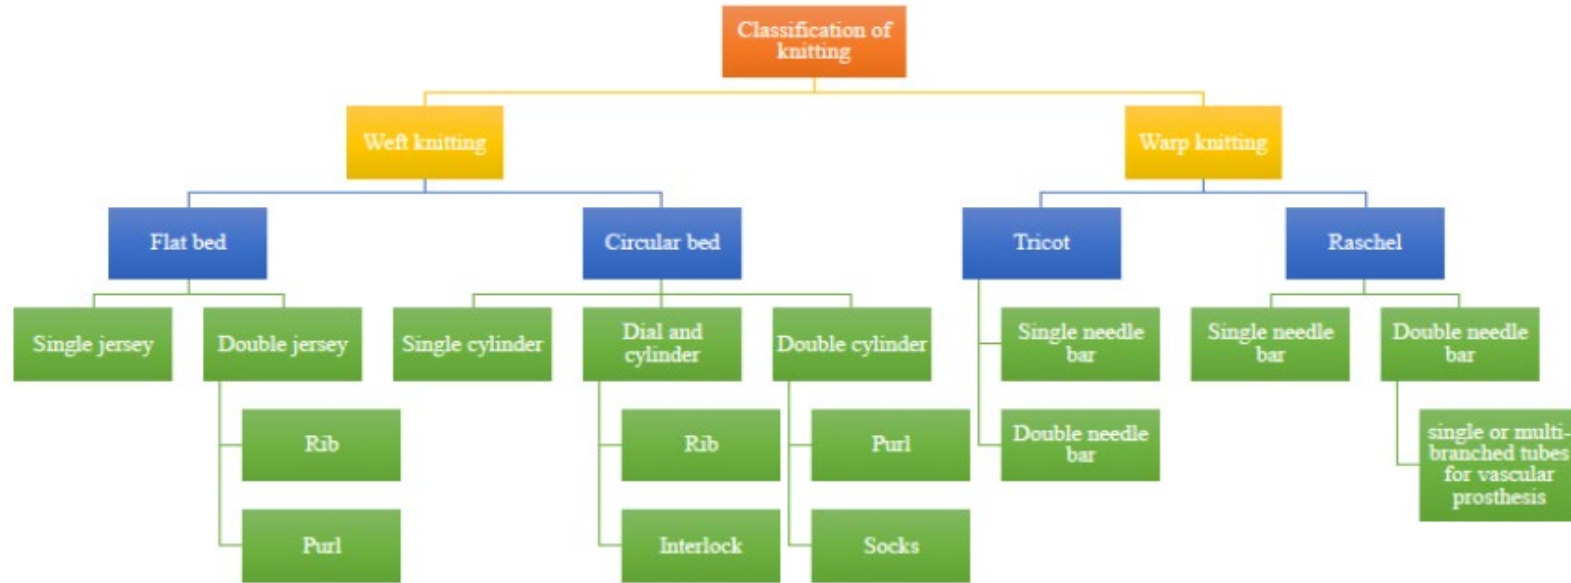 Classification of
knitting
Weft knitting
Warp knitting
Flat bed
Circular bed
Tricot
Raschel
Single jersey
Double jersey
Single cylinder
Dial and
cylinder
Double cylinder
Single needle
bar
Single needle
bar
Double needle
bar
Rib
Rib
Purl
Double needle
bar
single or multi-
branched tubes
for vascular
prosthesis
Purl
Interlock
Socks